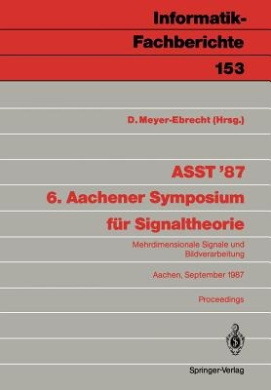 Informatik-
Fachberichte
153
D. Meyer-Ebrecht (Hrsg.)
ASST '87
6. Aachener Symposium
für Signaltheorie
Mehrdimensionale Signale und
Bildverarbeitung
Aachen, September 1987
Proceedings
Springer-Verlag